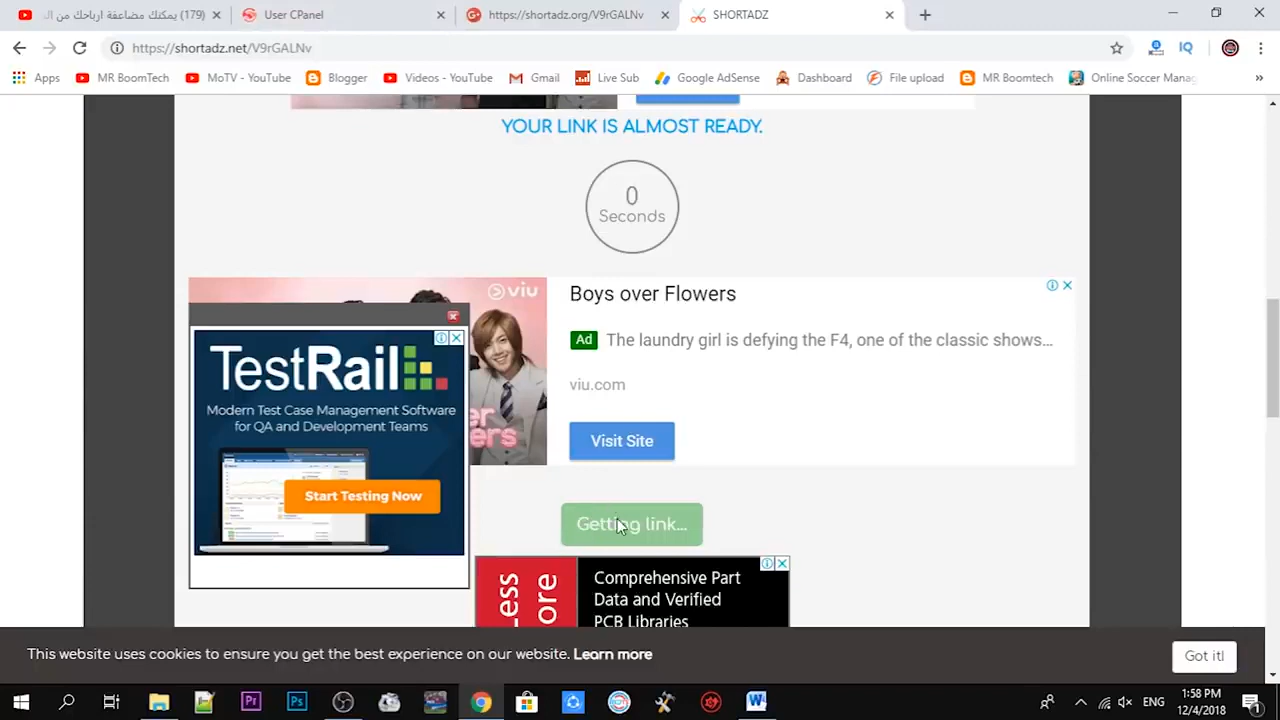 (179) يمكنك مضاعفة ارباحك من ال
User CPanel
https://shortadz.org/V9rGALNv
SHORTADZ
https://shortadz.net/V9rGALNv
IQ
Apps
MR BoomTech
MoTV - YouTube
Blogger
Videos - YouTube
Gmail
Live Sub
Google AdSense
Dashboard
File upload
MR Boomtech
Online Soccer Mana
YOUR LINK IS ALMOST READY.
0
Seconds
viu
Boys over Flowers
Ad The laundry girl is defying the F4, one of the classic shows...
viu.com
Visit Site
TestRail
Modern Test Case Management Software
for QA and Development Teams
Start Testing Now
Getting link...
Comprehensive Part
Data and Verified
PCB Libraries
This website uses cookies to ensure you get the best experience on our website. Learn more
Got it!
Pr
Ps
ENG
1:58 PM
12/4/2018